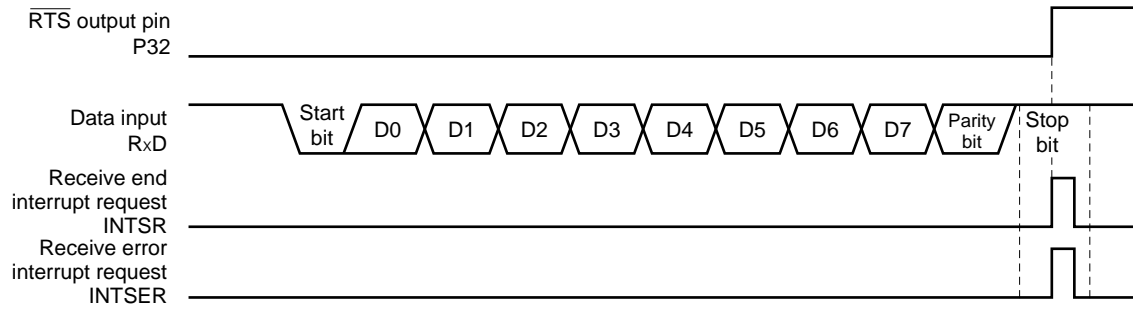 RTS output pin
P32
Data input
RxD
Start bit
D0
D1
D2
D3
D4
D5
D6
D7
Parity bit
Stop bit
Receive end
interrupt request
INTSR
Receive error
interrupt request
INTSER